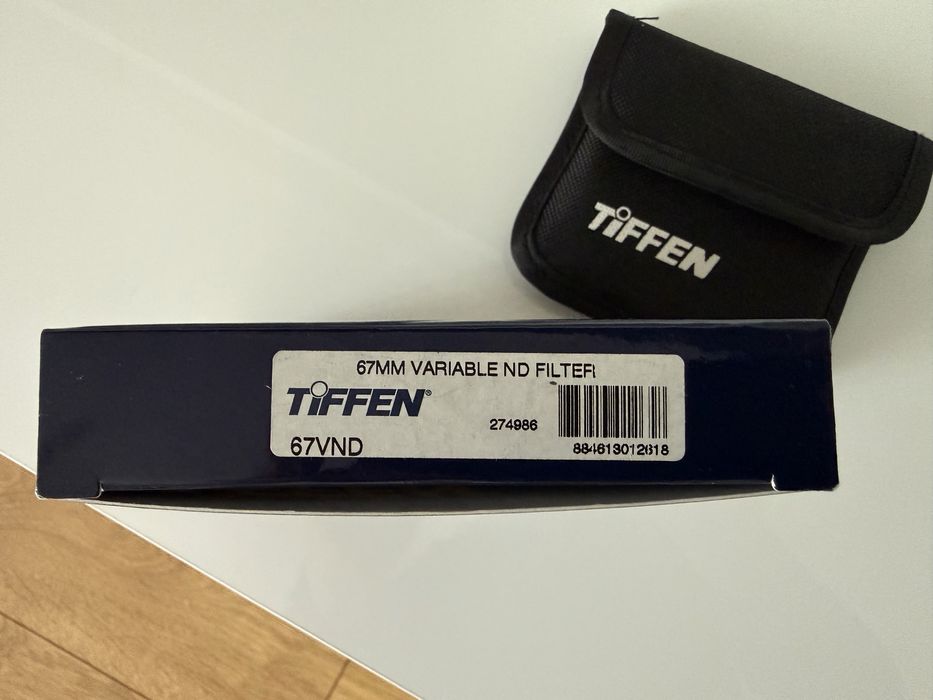 TIFFEN
67MM VARIABLE ND FILTER
TIFFEN®
274986
67VND
884613012618